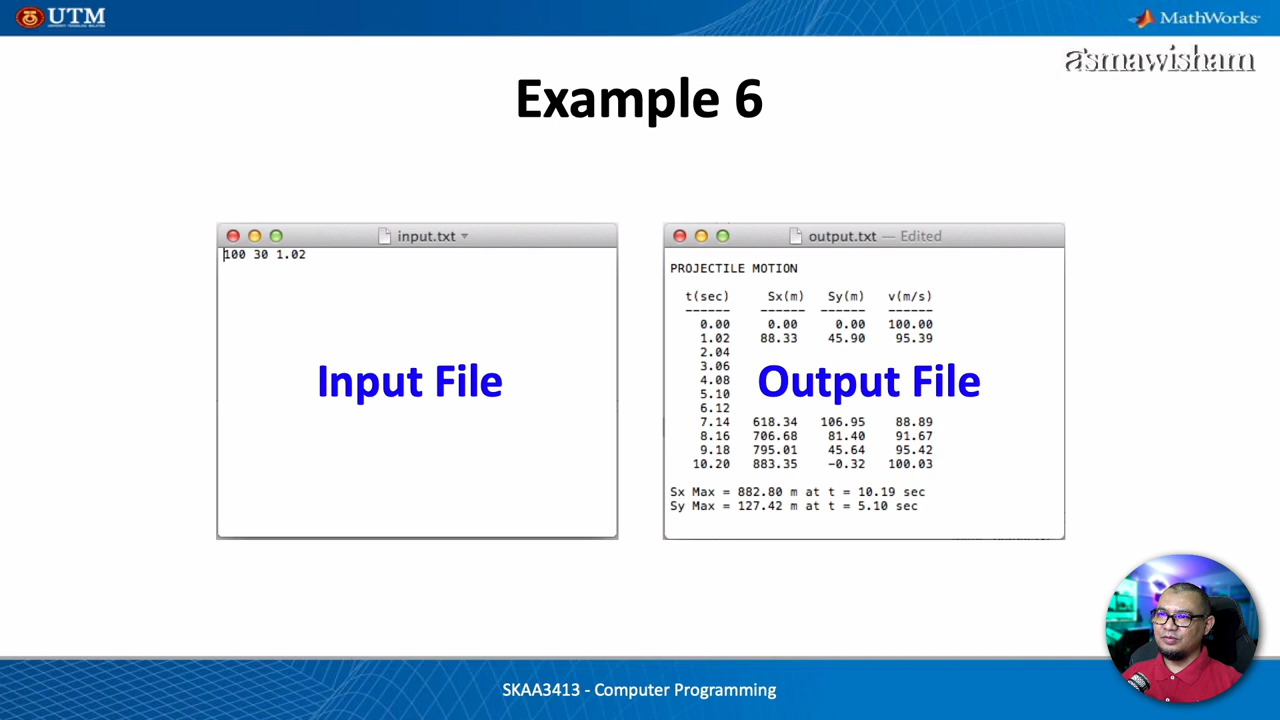 UTM
UNIVERSITI TEKNOLOGI MALAYSIA
MathWorks
asmawisham
Example 6
input.txt
100 30 1.02
Input File
output.txt — Edited
PROJECTILE MOTION
t(sec) Sx(m) Sy(m) v(m/s)
------ ------ ------ ------
0.00 0.00 0.00 100.00
1.02 88.33 45.90 95.39
2.04
3.06
4.08
5.10
6.12
Output File
7.14 618.34 106.95 88.89
8.16 706.68 81.40 91.67
9.18 795.01 45.64 95.42
10.20 883.35 -0.32 100.03
Sx Max = 882.80 m at t = 10.19 sec
Sy Max = 127.42 m at t = 5.10 sec
SKAA3413 - Computer Programming